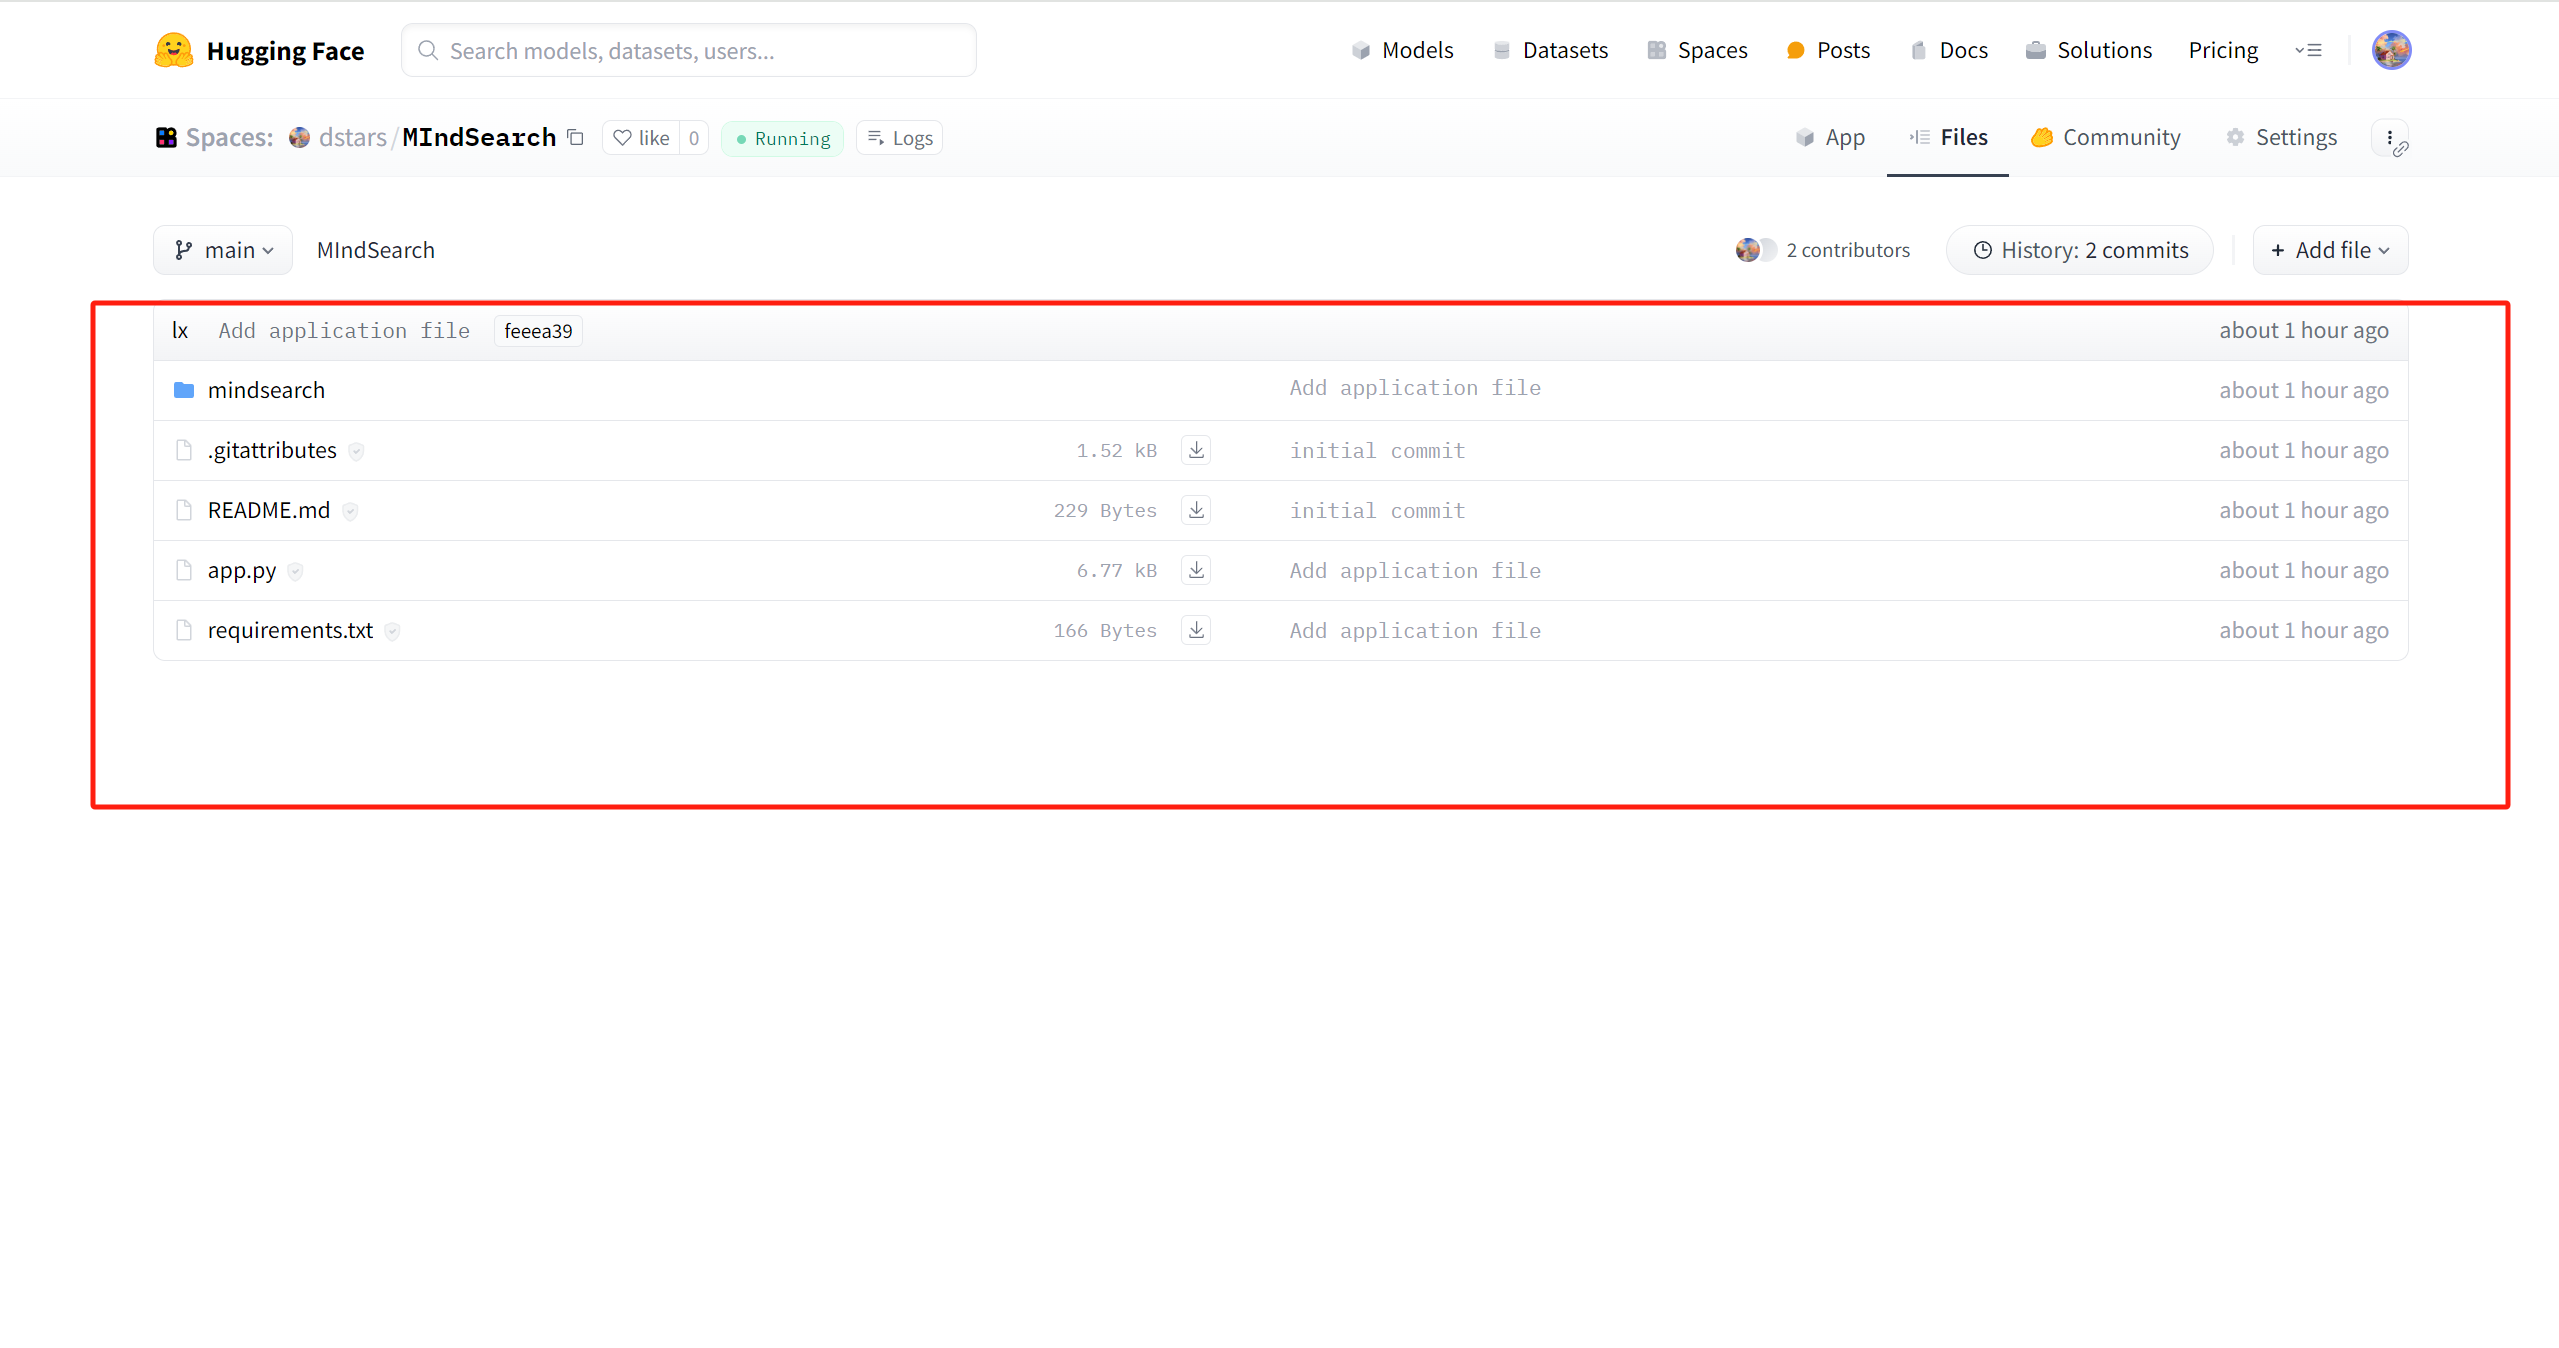 Hugging Face Search models, datasets, users... Models Datasets Spaces Posts Docs Solutions Pricing
Spaces: dstars/MIndSearch like 0 Running Logs App Files Community Settings
main MIndSearch 2 contributors History: 2 commits + Add file
lx Add application file feeea39 about 1 hour ago
mindsearch Add application file about 1 hour ago
.gitattributes 1.52 kB initial commit about 1 hour ago
README.md 229 Bytes initial commit about 1 hour ago
app.py 6.77 kB Add application file about 1 hour ago
requirements.txt 166 Bytes Add application file about 1 hour ago